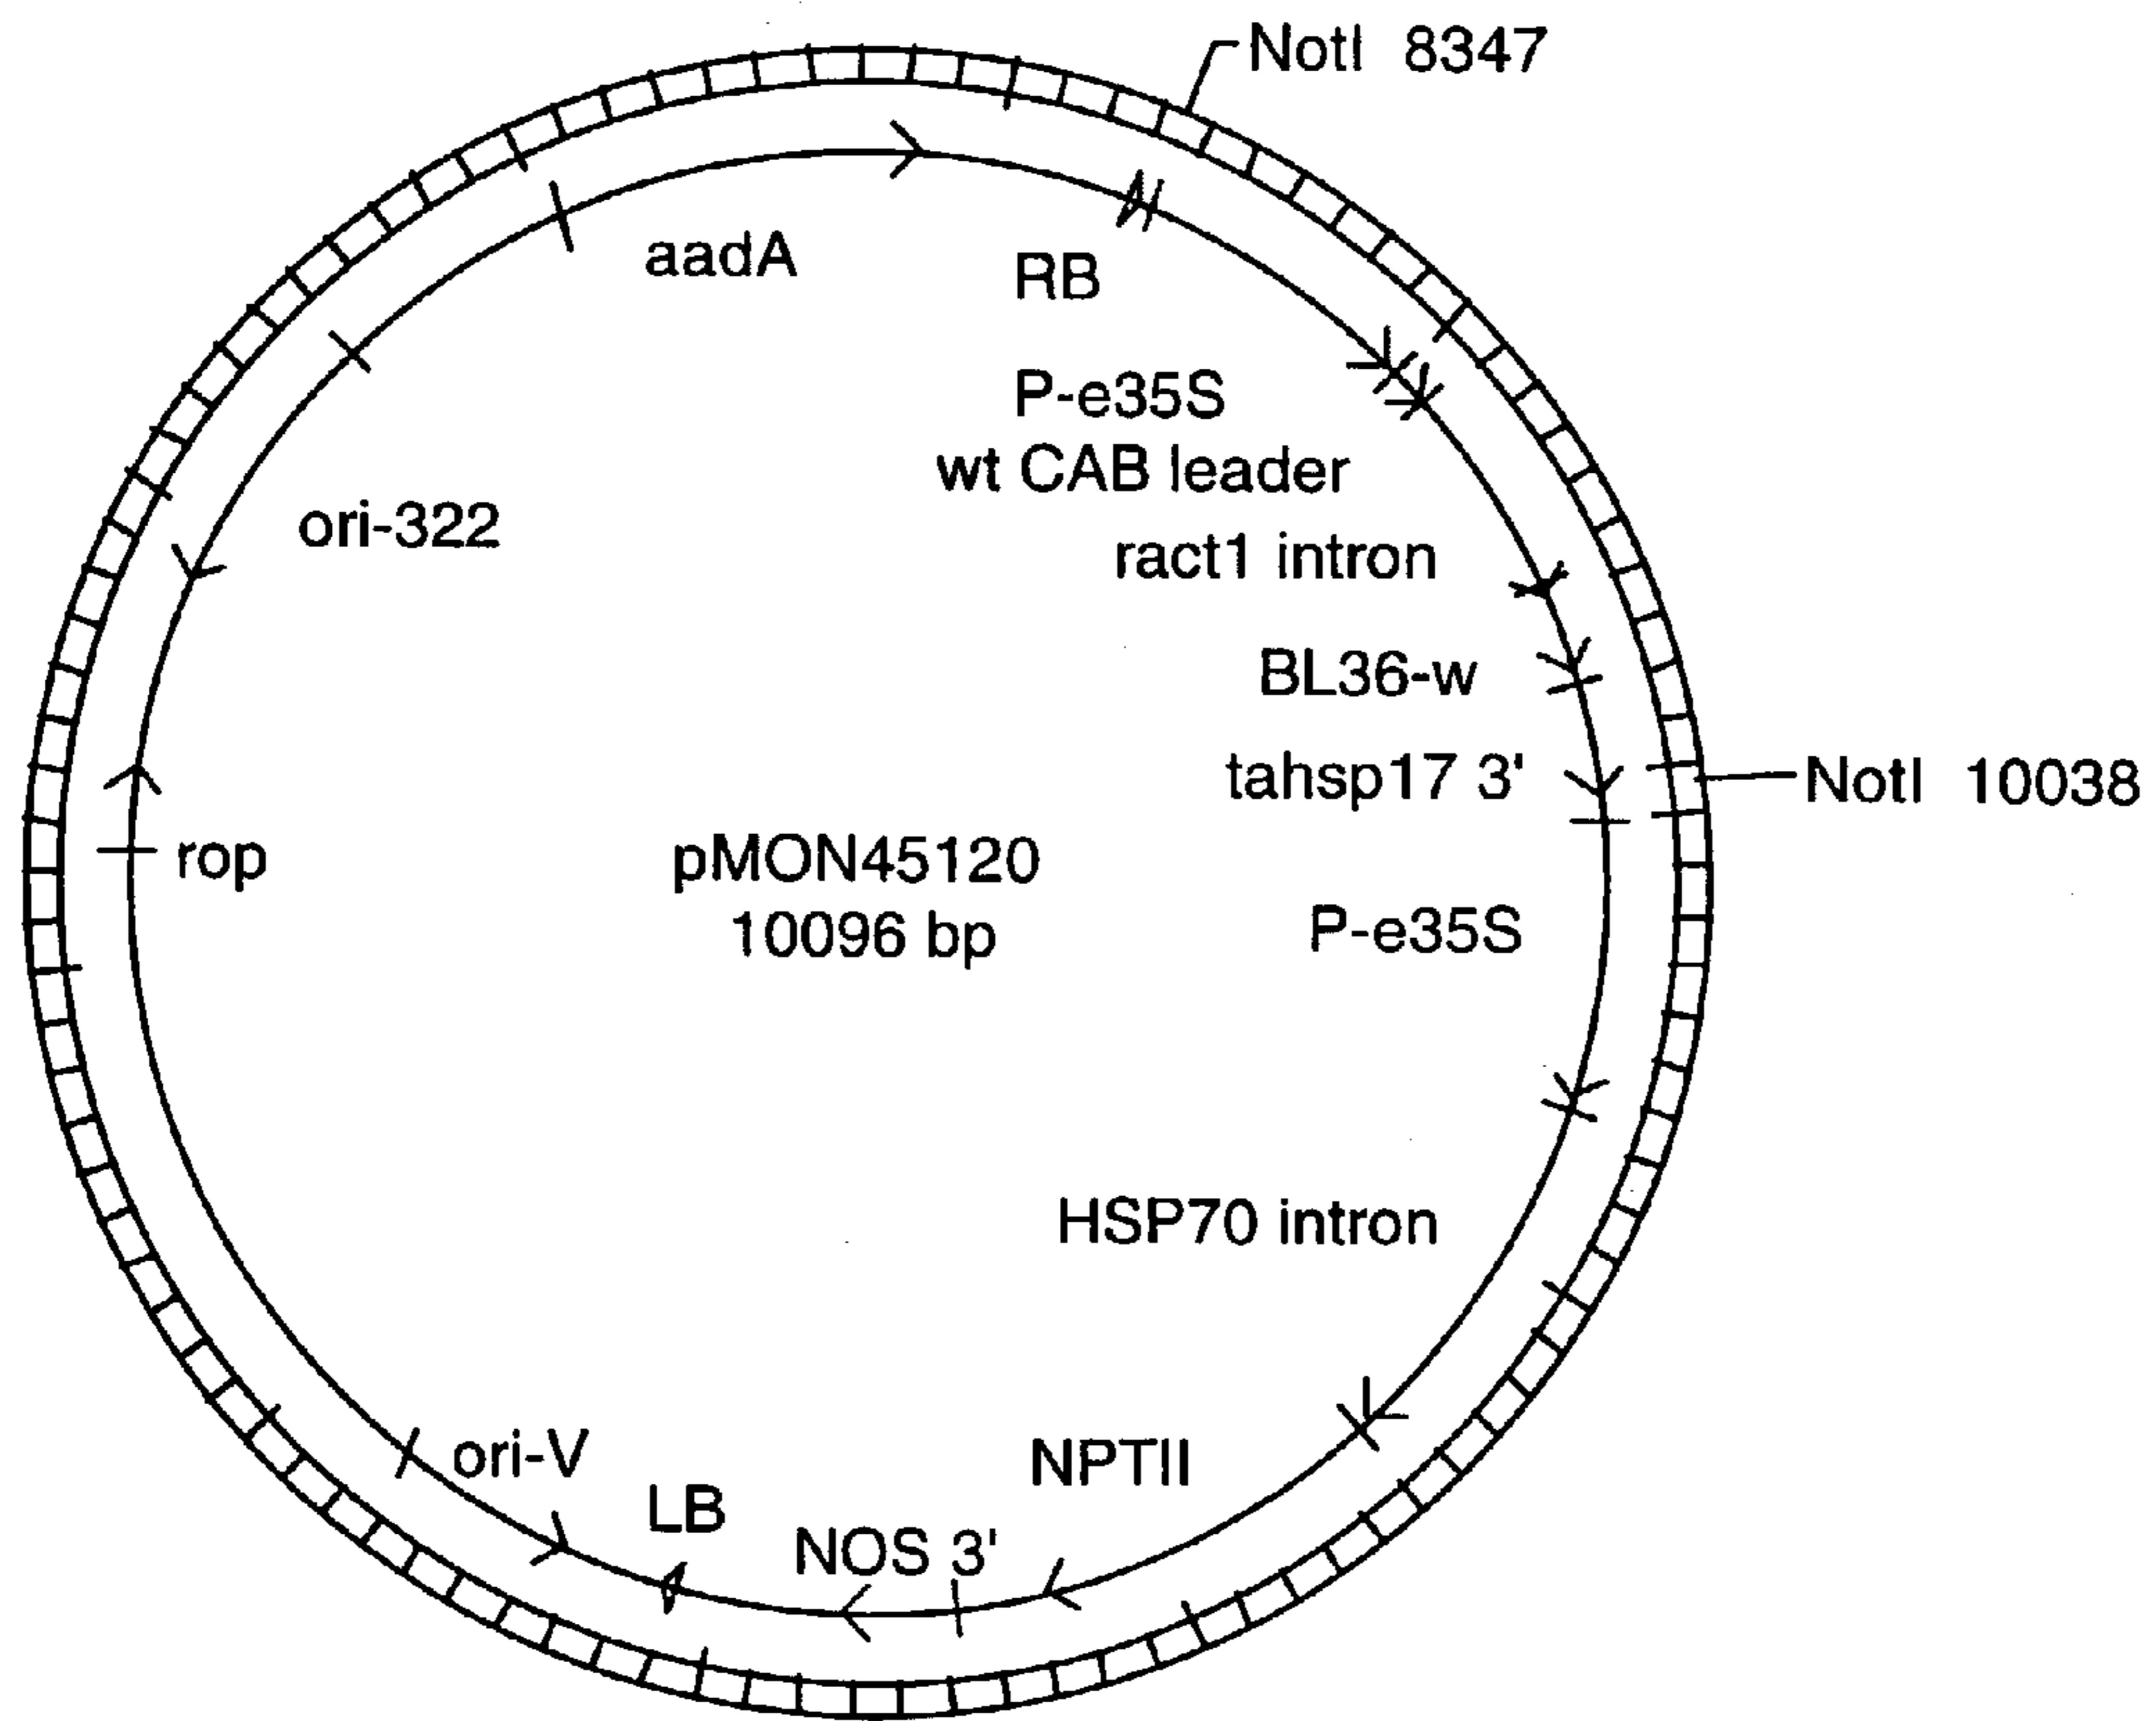 NotI 8347
aadA
RB
P-e35S
wt CAB leader
ori-322
ract1 intron
BL36-w
tahsp17 3'
NotI 10038
rop
pMON45120
10096 bp
P-e35S
HSP70 intron
NPTII
ori-V
LB
NOS 3'